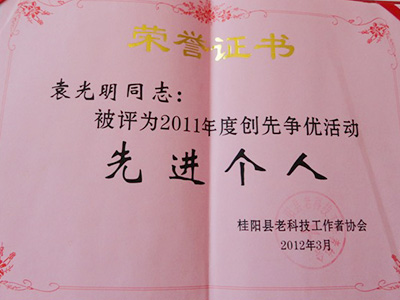 荣誉证书
袁光明同志：
被评为2011年度创先争优活动
先进个人
桂阳县老科技工作者协会
2012年3月